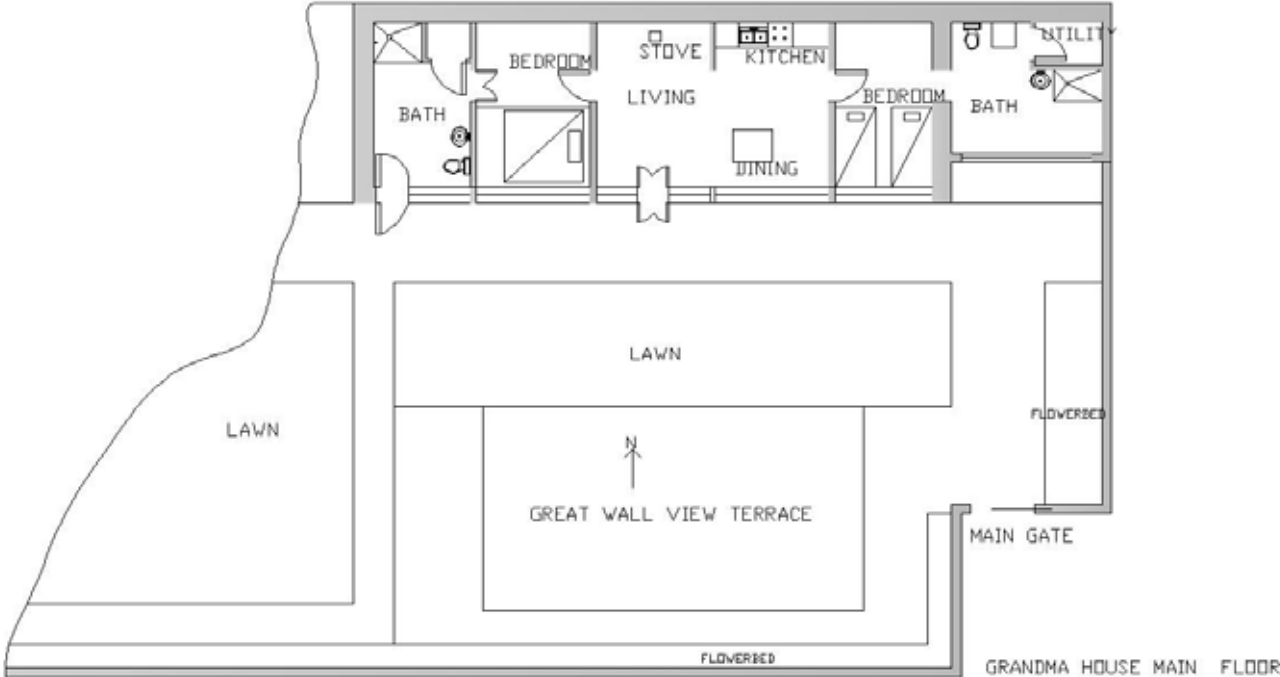 UTILITY
STOVE
KITCHEN
BEDROOM
LIVING
BEDROOM
BATH
BATH
DINING
LAWN
LAWN
FLOWERBED
N
GREAT WALL VIEW TERRACE
MAIN GATE
FLOWERBED
GRANDMA HOUSE MAIN FLOOR